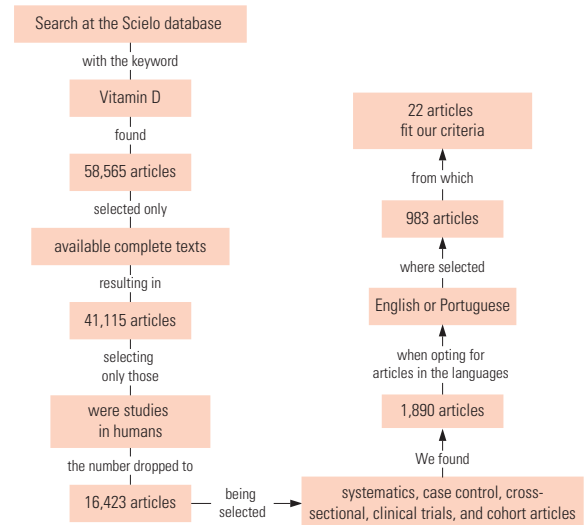 Search at the Scielo database
with the keyword
Vitamin D
found
58,565 articles
selected only
available complete texts
resulting in
41,115 articles
selecting
only those
were studies
in humans
the number dropped to
16,423 articles
being
selected
systematics, case control, cross-
sectional, clinical trials, and cohort articles
We found
1,890 articles
when opting for
articles in the languages
English or Portuguese
where selected
983 articles
from which
22 articles
fit our criteria